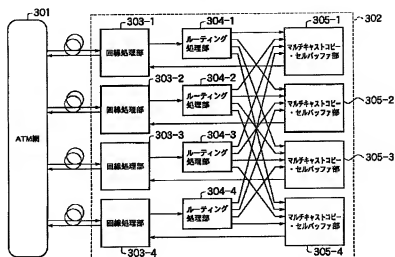 301
303-1
304-1
305-1
302
回線処理部
ルーティング
処理部
マルチキャストコピー
・セルバッファ部
303-2
304-2
回線処理部
ルーティング
処理部
マルチキャストコピー
・セルバッファ部
305-2
ATM網
303-3
304-3
回線処理部
ルーティング
処理部
マルチキャストコピー
・セルバッファ部
305-3
304-4
回線処理部
ルーティング
処理部
マルチキャストコピー
・セルバッファ部
303-4
305-4